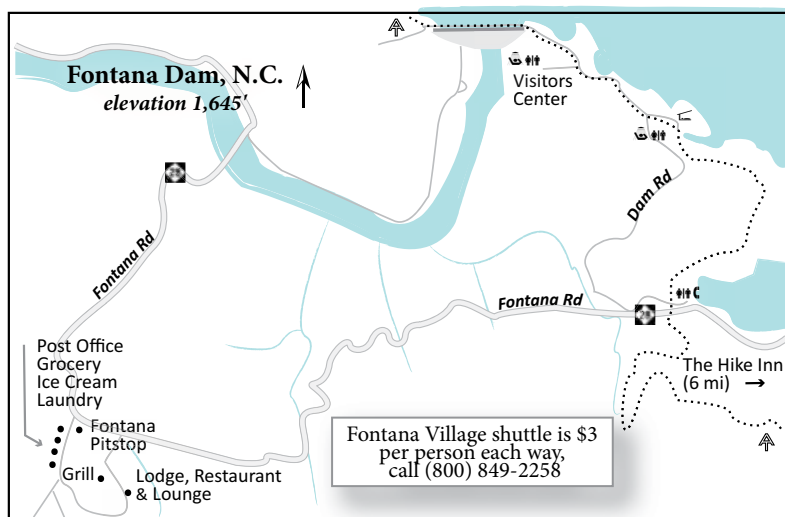 Fontana Dam, N.C.
elevation 1,645'
Visitors
Center
28
Fontana Rd
Dam Rd
Fontana Rd
28
Post Office
Grocery
Ice Cream
Laundry
Fontana
Pitstop
Grill
Lodge, Restaurant
& Lounge
The Hike Inn
(6 mi) →
Fontana Village shuttle is $3
per person each way,
call (800) 849-2258